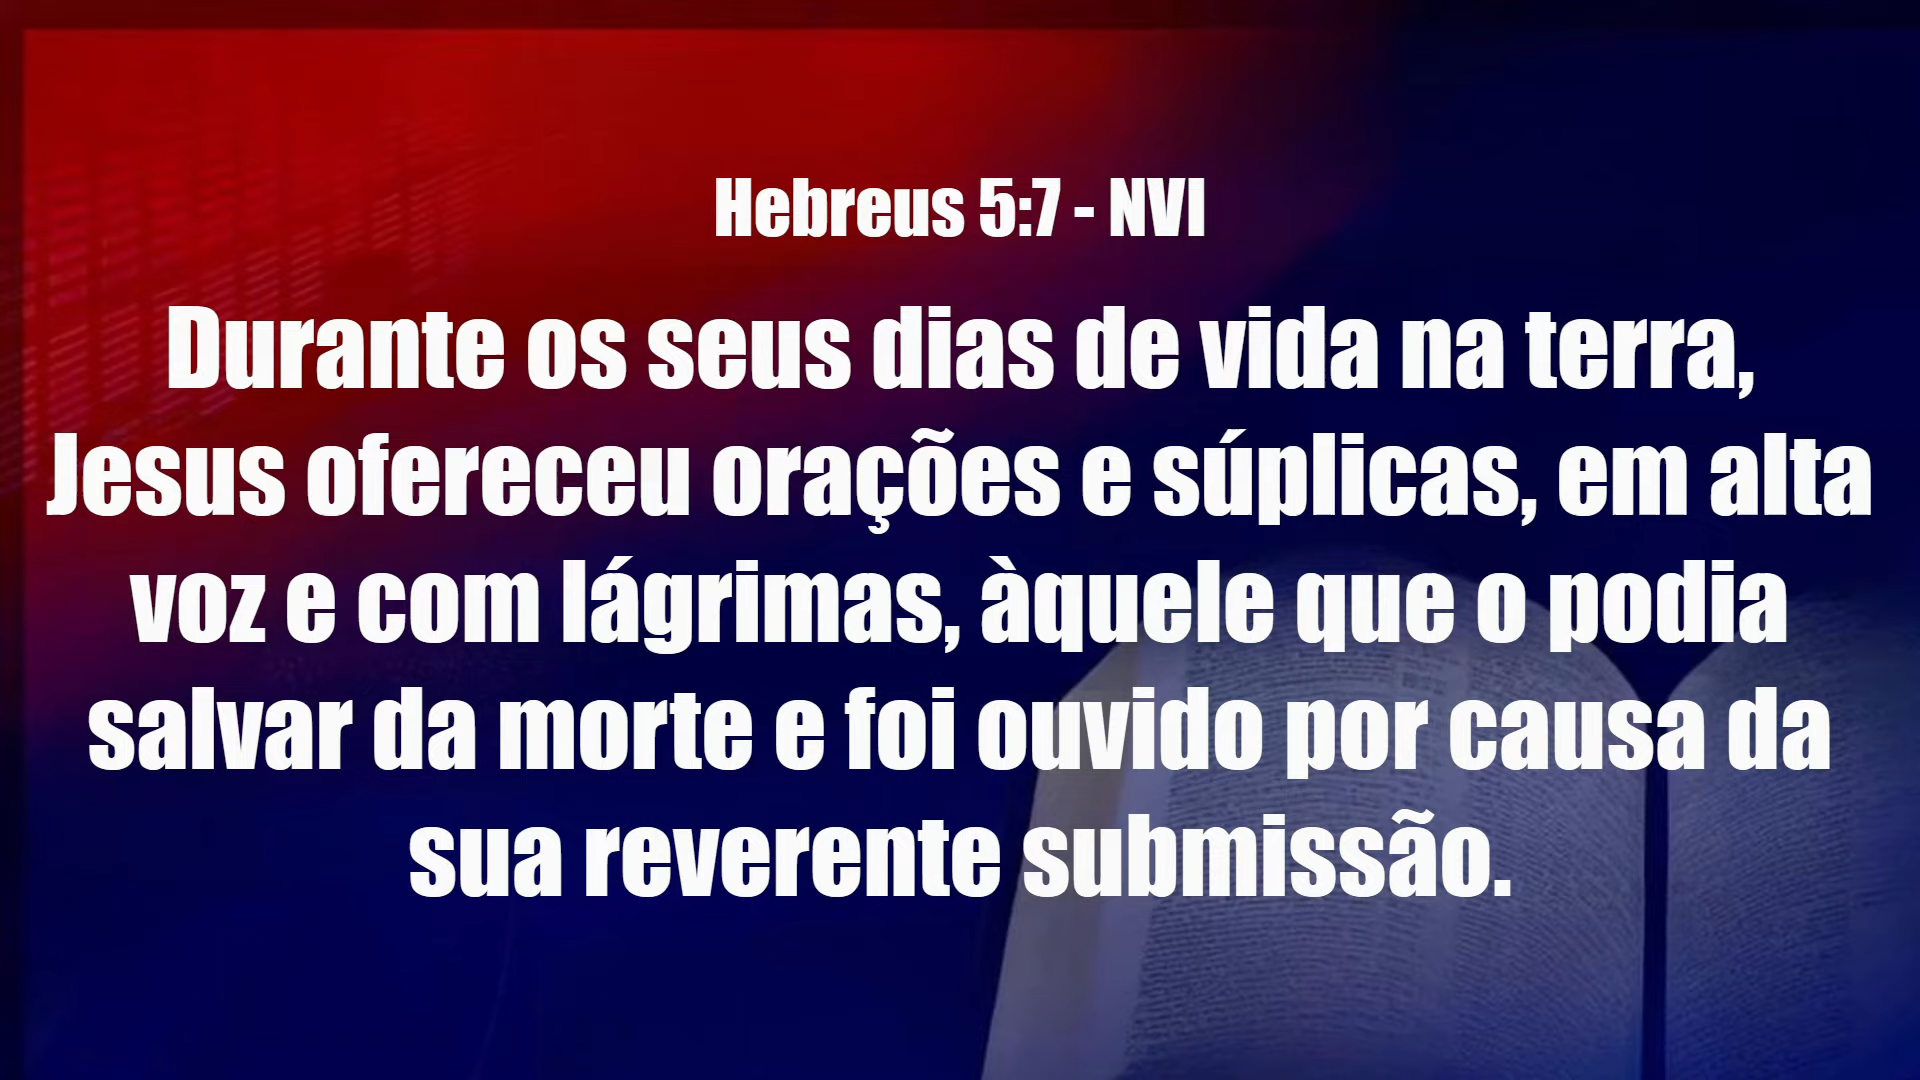 Hebreus 5:7 - NVI
Durante os seus dias de vida na terra,
Jesus ofereceu orações e súplicas, em alta
voz e com lágrimas, àquele que o podia
salvar da morte e foi ouvido por causa da
sua reverente submissão.